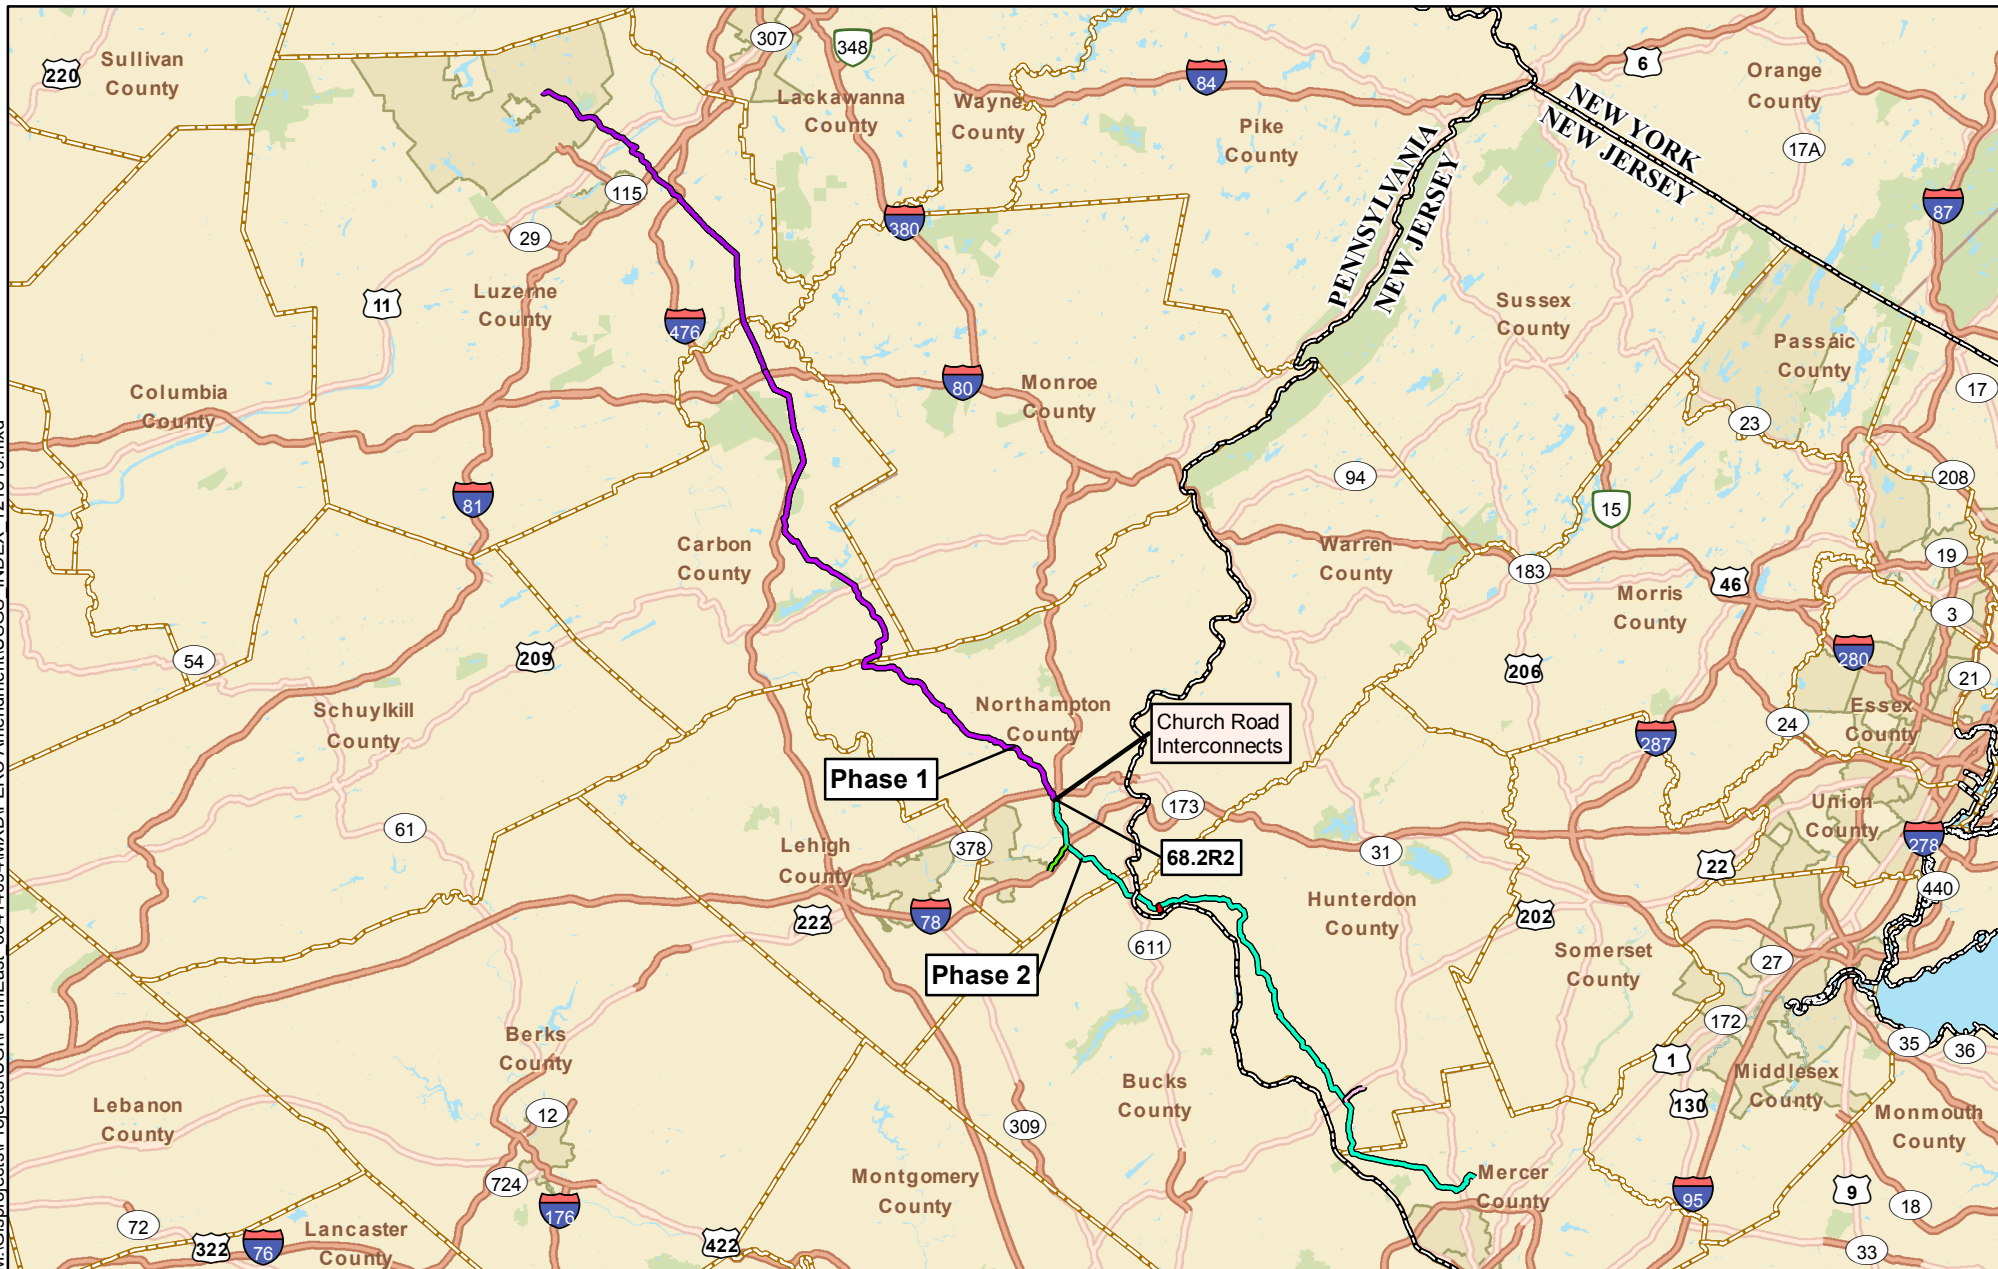 Sullivan
County
220
307
348
Lackawanna
County
Wayne
County
84
6
Orange
County
NEW YORK
NEW JERSEY
17A
Pike
County
PENNSYLVANIA
NEW JERSEY
87
115
29
380
11
Luzerne
County
476
Sussex
County
Passaic
County
17
Columbia
County
80
Monroe
County
23
94
208
81
15
Carbon
County
Warren
County
183
46
19
Morris
County
3
54
209
280
206
21
Schuylkill
County
Northampton
County
Church Road
Interconnects
287
24
Essex
County
Phase 1
173
61
Union
County
378
68.2R2
31
278
22
Lehigh
County
440
222
78
Hunterdon
County
202
611
Somerset
County
27
Phase 2
172
35
36
Berks
County
1
Bucks
County
Middlesex
County
130
Monmouth
County
Lebanon
County
12
309
724
Montgomery
County
Mercer
County
95
9
18
72
176
322
76
Lancaster
County
422
33